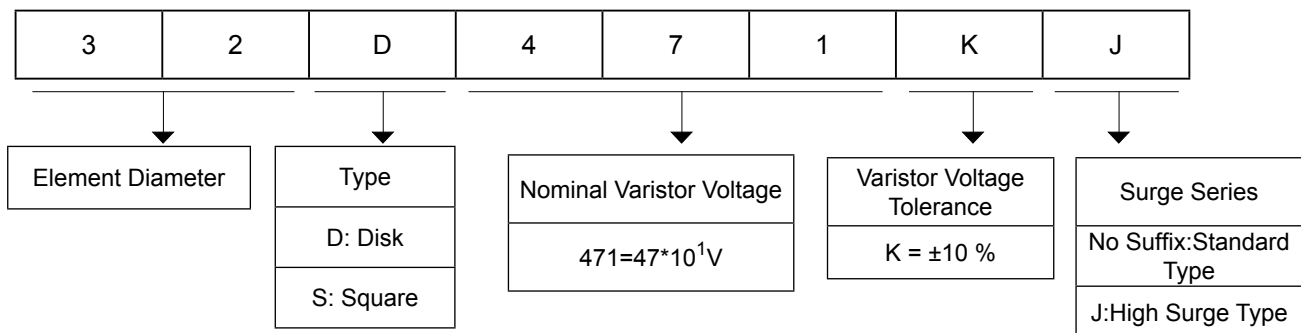 3 2 D 4 7 1 K J
Element Diameter
Type
D: Disk
S: Square
Nominal Varistor Voltage
471=47*10¹V
Varistor Voltage
Tolerance
K = ±10 %
Surge Series
No Suffix:Standard
Type
J:High Surge Type